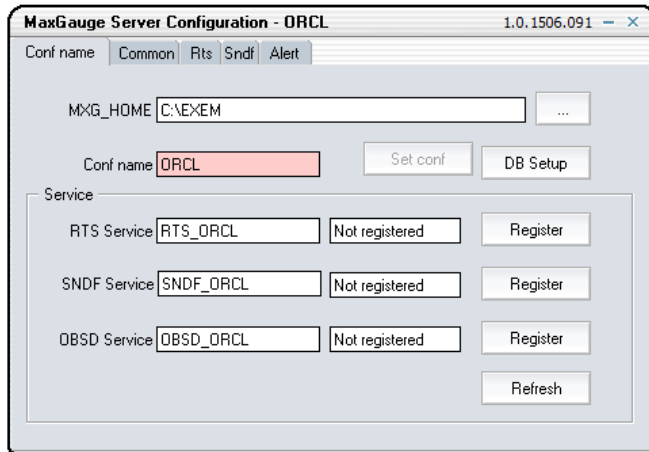 MaxGauge Server Configuration - ORCL 1.0.1506.091
Conf name Common Rts Sndf Alert
MXG_HOME C:\EXEM ...
Conf name ORCL Set conf DB Setup
Service
RTS Service RTS_ORCL Not registered Register
SNDF Service SNDF_ORCL Not registered Register
OBSD Service OBSD_ORCL Not registered Register
Refresh